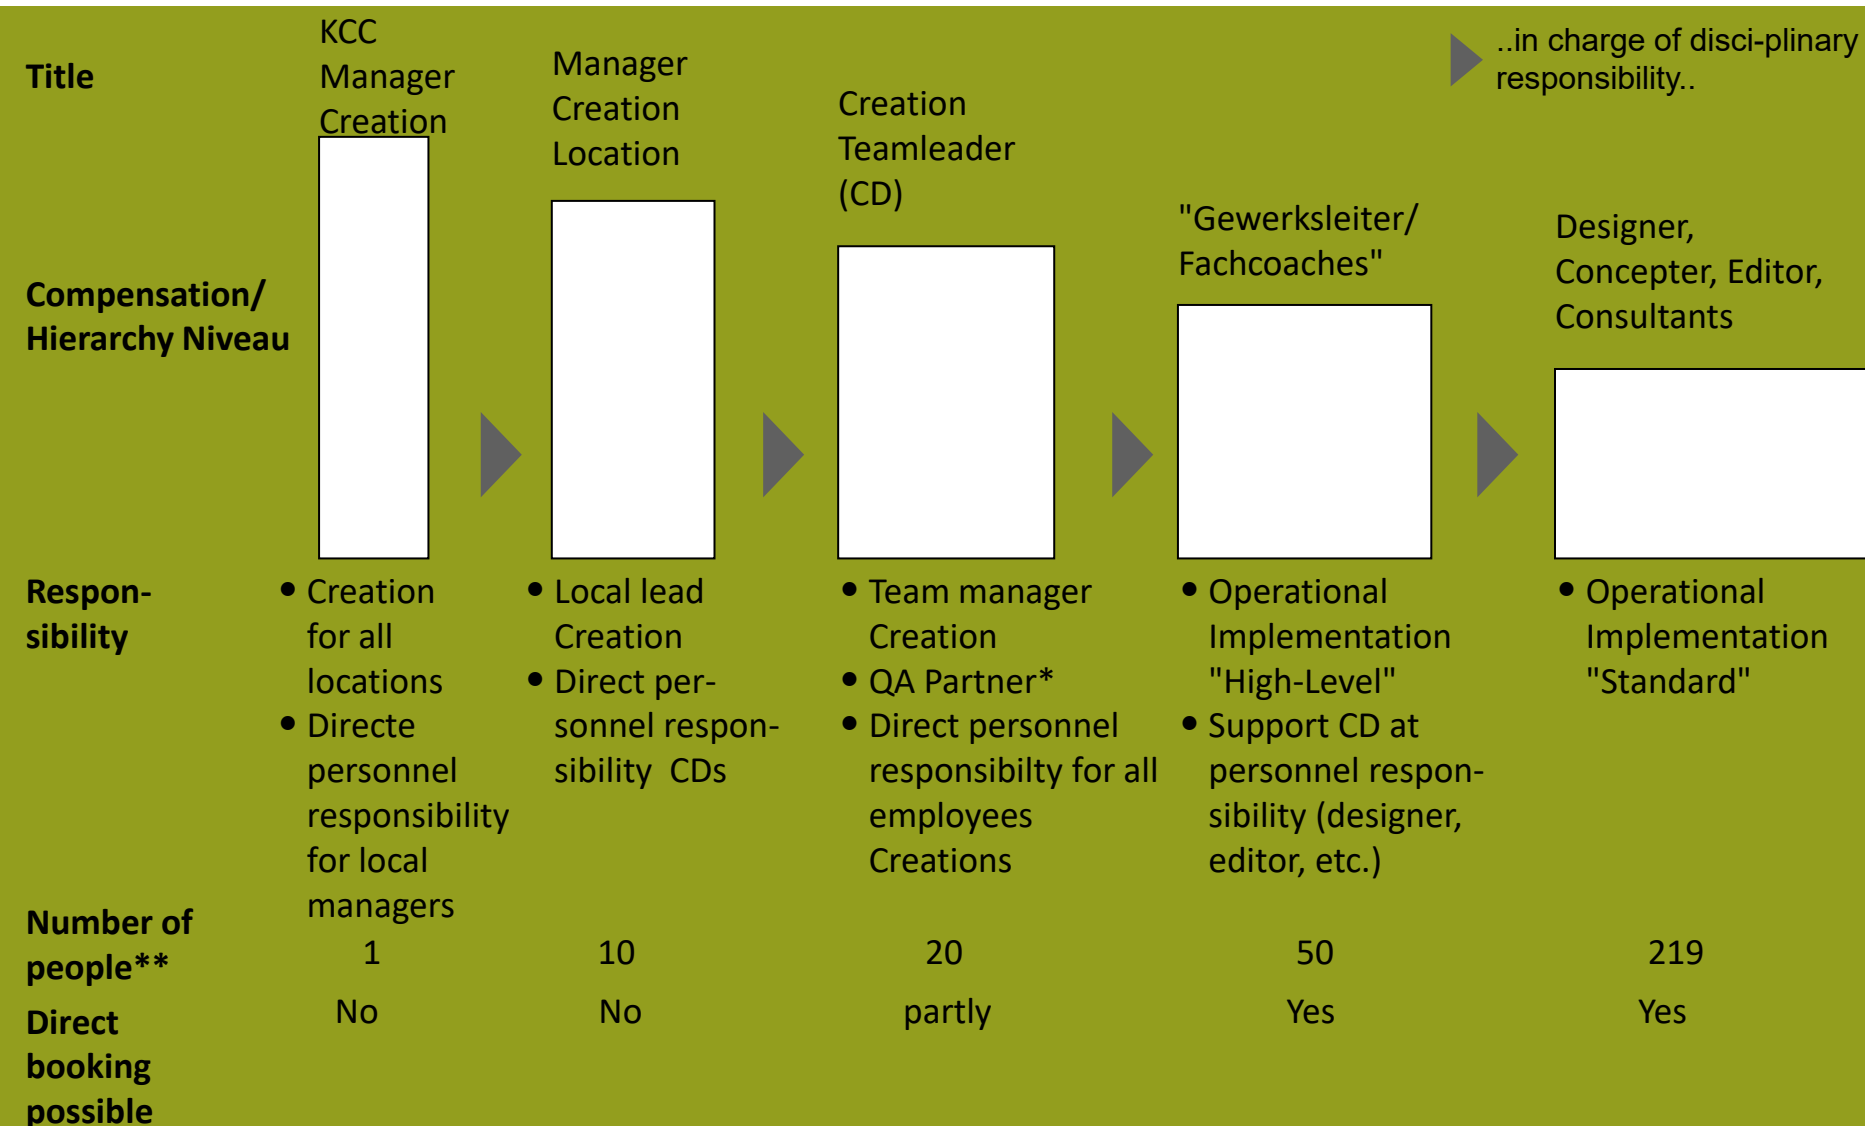 Title
KCC
Manager
Creation
Manager
Creation
Location
Creation
Teamleader
(CD)
"Gewerksleiter/
Fachcoaches"
Designer,
Concepter, Editor,
Consultants
..in charge of disci-plinary
responsibility..
Compensation/
Hierarchy Niveau
Respon-
sibility
• Creation
for all
locations
• Directe
personnel
responsibility
for local
managers
• Local lead
Creation
• Direct per-
sonnel respon-
sibility  CDs
• Team manager
Creation
• QA Partner*
• Direct personnel
responsibilty for all
employees
Creations
• Operational
Implementation
"High-Level"
• Support CD at
personnel respon-
sibility (designer,
editor, etc.)
• Operational
Implementation
"Standard"
Number of
people**
1
10
20
50
219
Direct
booking
possible
No
No
partly
Yes
Yes